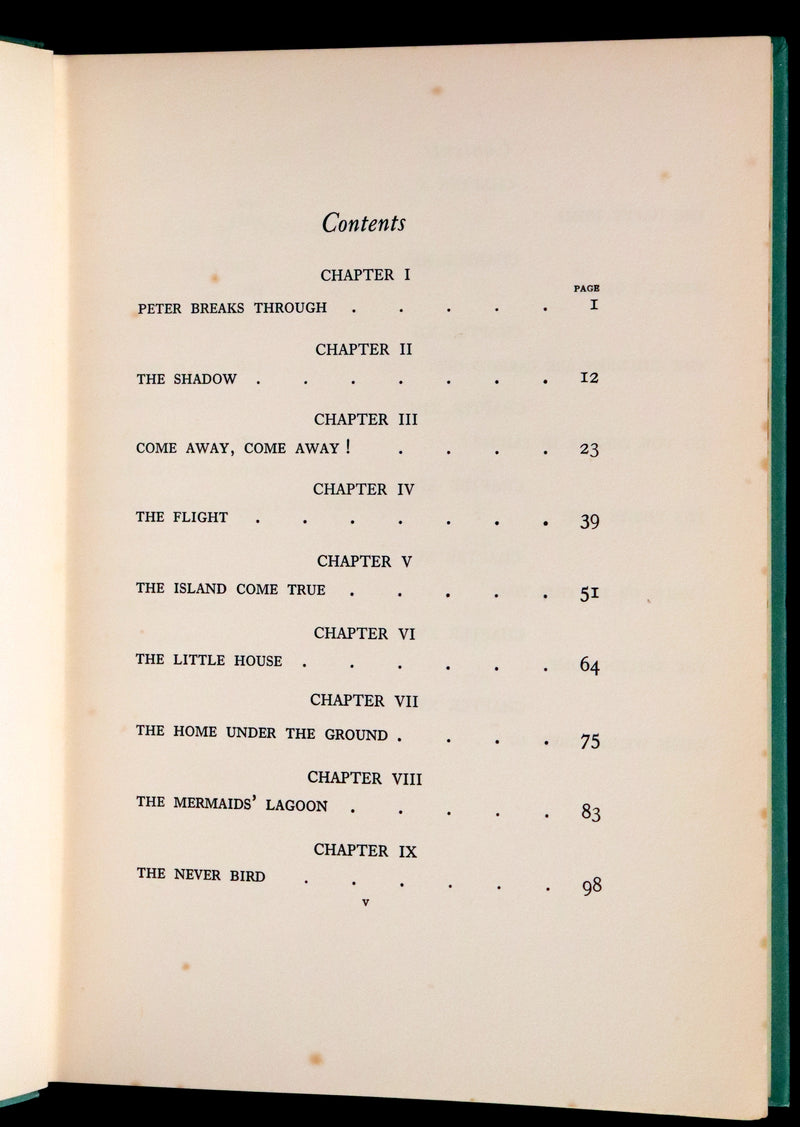 Contents
CHAPTER I
PAGE
PETER BREAKS THROUGH . . . . . 1
CHAPTER II
THE SHADOW . . . . . . . 12
CHAPTER III
COME AWAY, COME AWAY ! . . . . 23
CHAPTER IV
THE FLIGHT . . . . . . . 39
CHAPTER V
THE ISLAND COME TRUE . . . . . 51
CHAPTER VI
THE LITTLE HOUSE . . . . . . 64
CHAPTER VII
THE HOME UNDER THE GROUND . . . . 75
CHAPTER VIII
THE MERMAIDS' LAGOON . . . . . 83
CHAPTER IX
THE NEVER BIRD . . . . . . 98
v